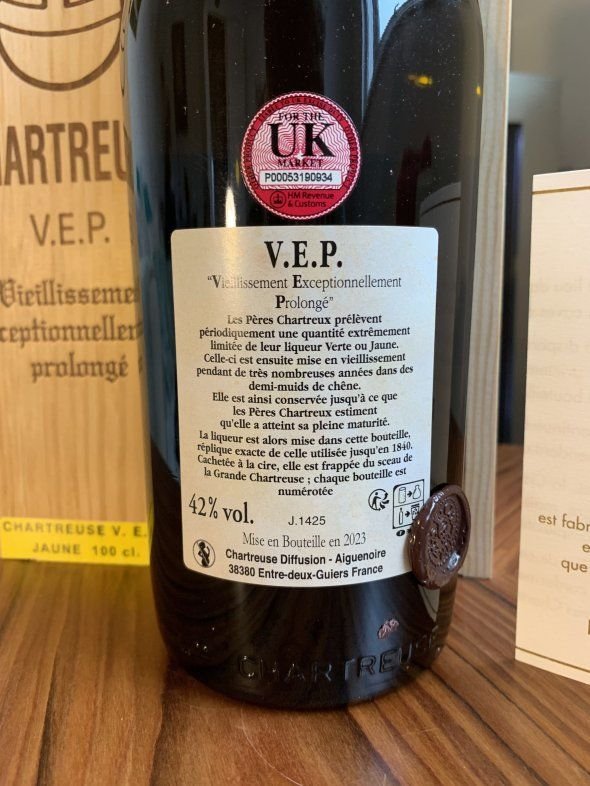 FOR THE
UK
MARKET
P00053190934
HM Revenue
& Customs
HARTREU
V.E.P.
Vieillisseme
ceptionneller
prolongé
CHARTREUSE V. E.
JAUNE 100 cl.
V.E.P.
"Vieillissement Exceptionnellement
Prolongé"
Les Pères Chartreux prélèvent
périodiquement une quantité extrêmement
limitée de leur liqueur Verte ou Jaune.
Celle-ci est ensuite mise en vieillissement
pendant de très nombreuses années dans des
demi-muids de chêne.
Elle est ainsi conservée jusqu'à ce que
les Pères Chartreux estiment
qu'elle a atteint sa pleine maturité.
La liqueur est alors mise dans cette bouteille,
réplique exacte de celle utilisée jusqu'en 1840.
Cachetée à la cire, elle est frappée du sceau de
la Grande Chartreuse ; chaque bouteille est
numérotée
42% vol.
J.1425
Mise en Bouteille en 2023
Chartreuse Diffusion - Aiguenoire
38380 Entre-deux-Guiers France
CHARTREUSE
est fabr
e
que